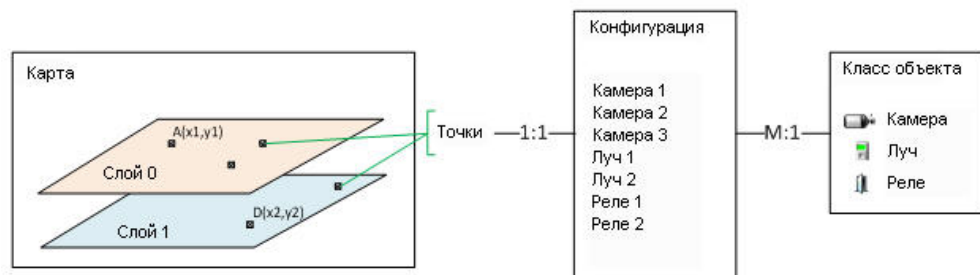 Карта
A(x1,y1)
Слой 0
D(x2,y2)
Слой 1
Точки
1:1
Конфигурация
Камера 1
Камера 2
Камера 3
Луч 1
Луч 2
Реле 1
Реле 2
M:1
Класс объекта
Камера
Луч
Реле